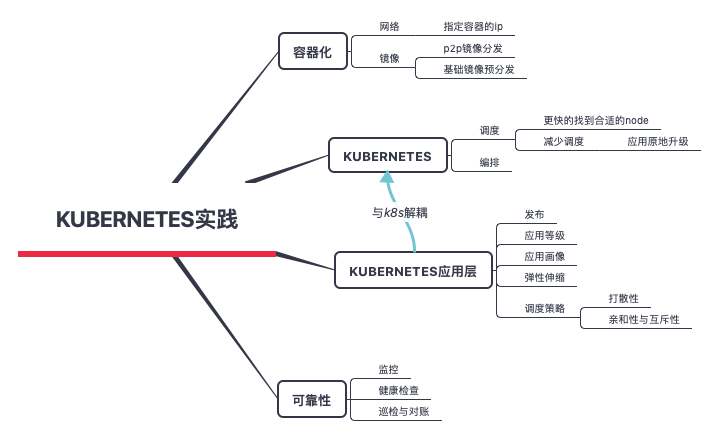 KUBERNETES实践
容器化
网络
指定容器的ip
镜像
p2p镜像分发
基础镜像预分发
KUBERNETES
调度
更快的找到合适的node
减少调度
应用原地升级
编排
与k8s解耦
KUBERNETES应用层
发布
应用等级
应用画像
弹性伸缩
调度策略
打散性
亲和性与互斥性
可靠性
监控
健康检查
巡检与对账